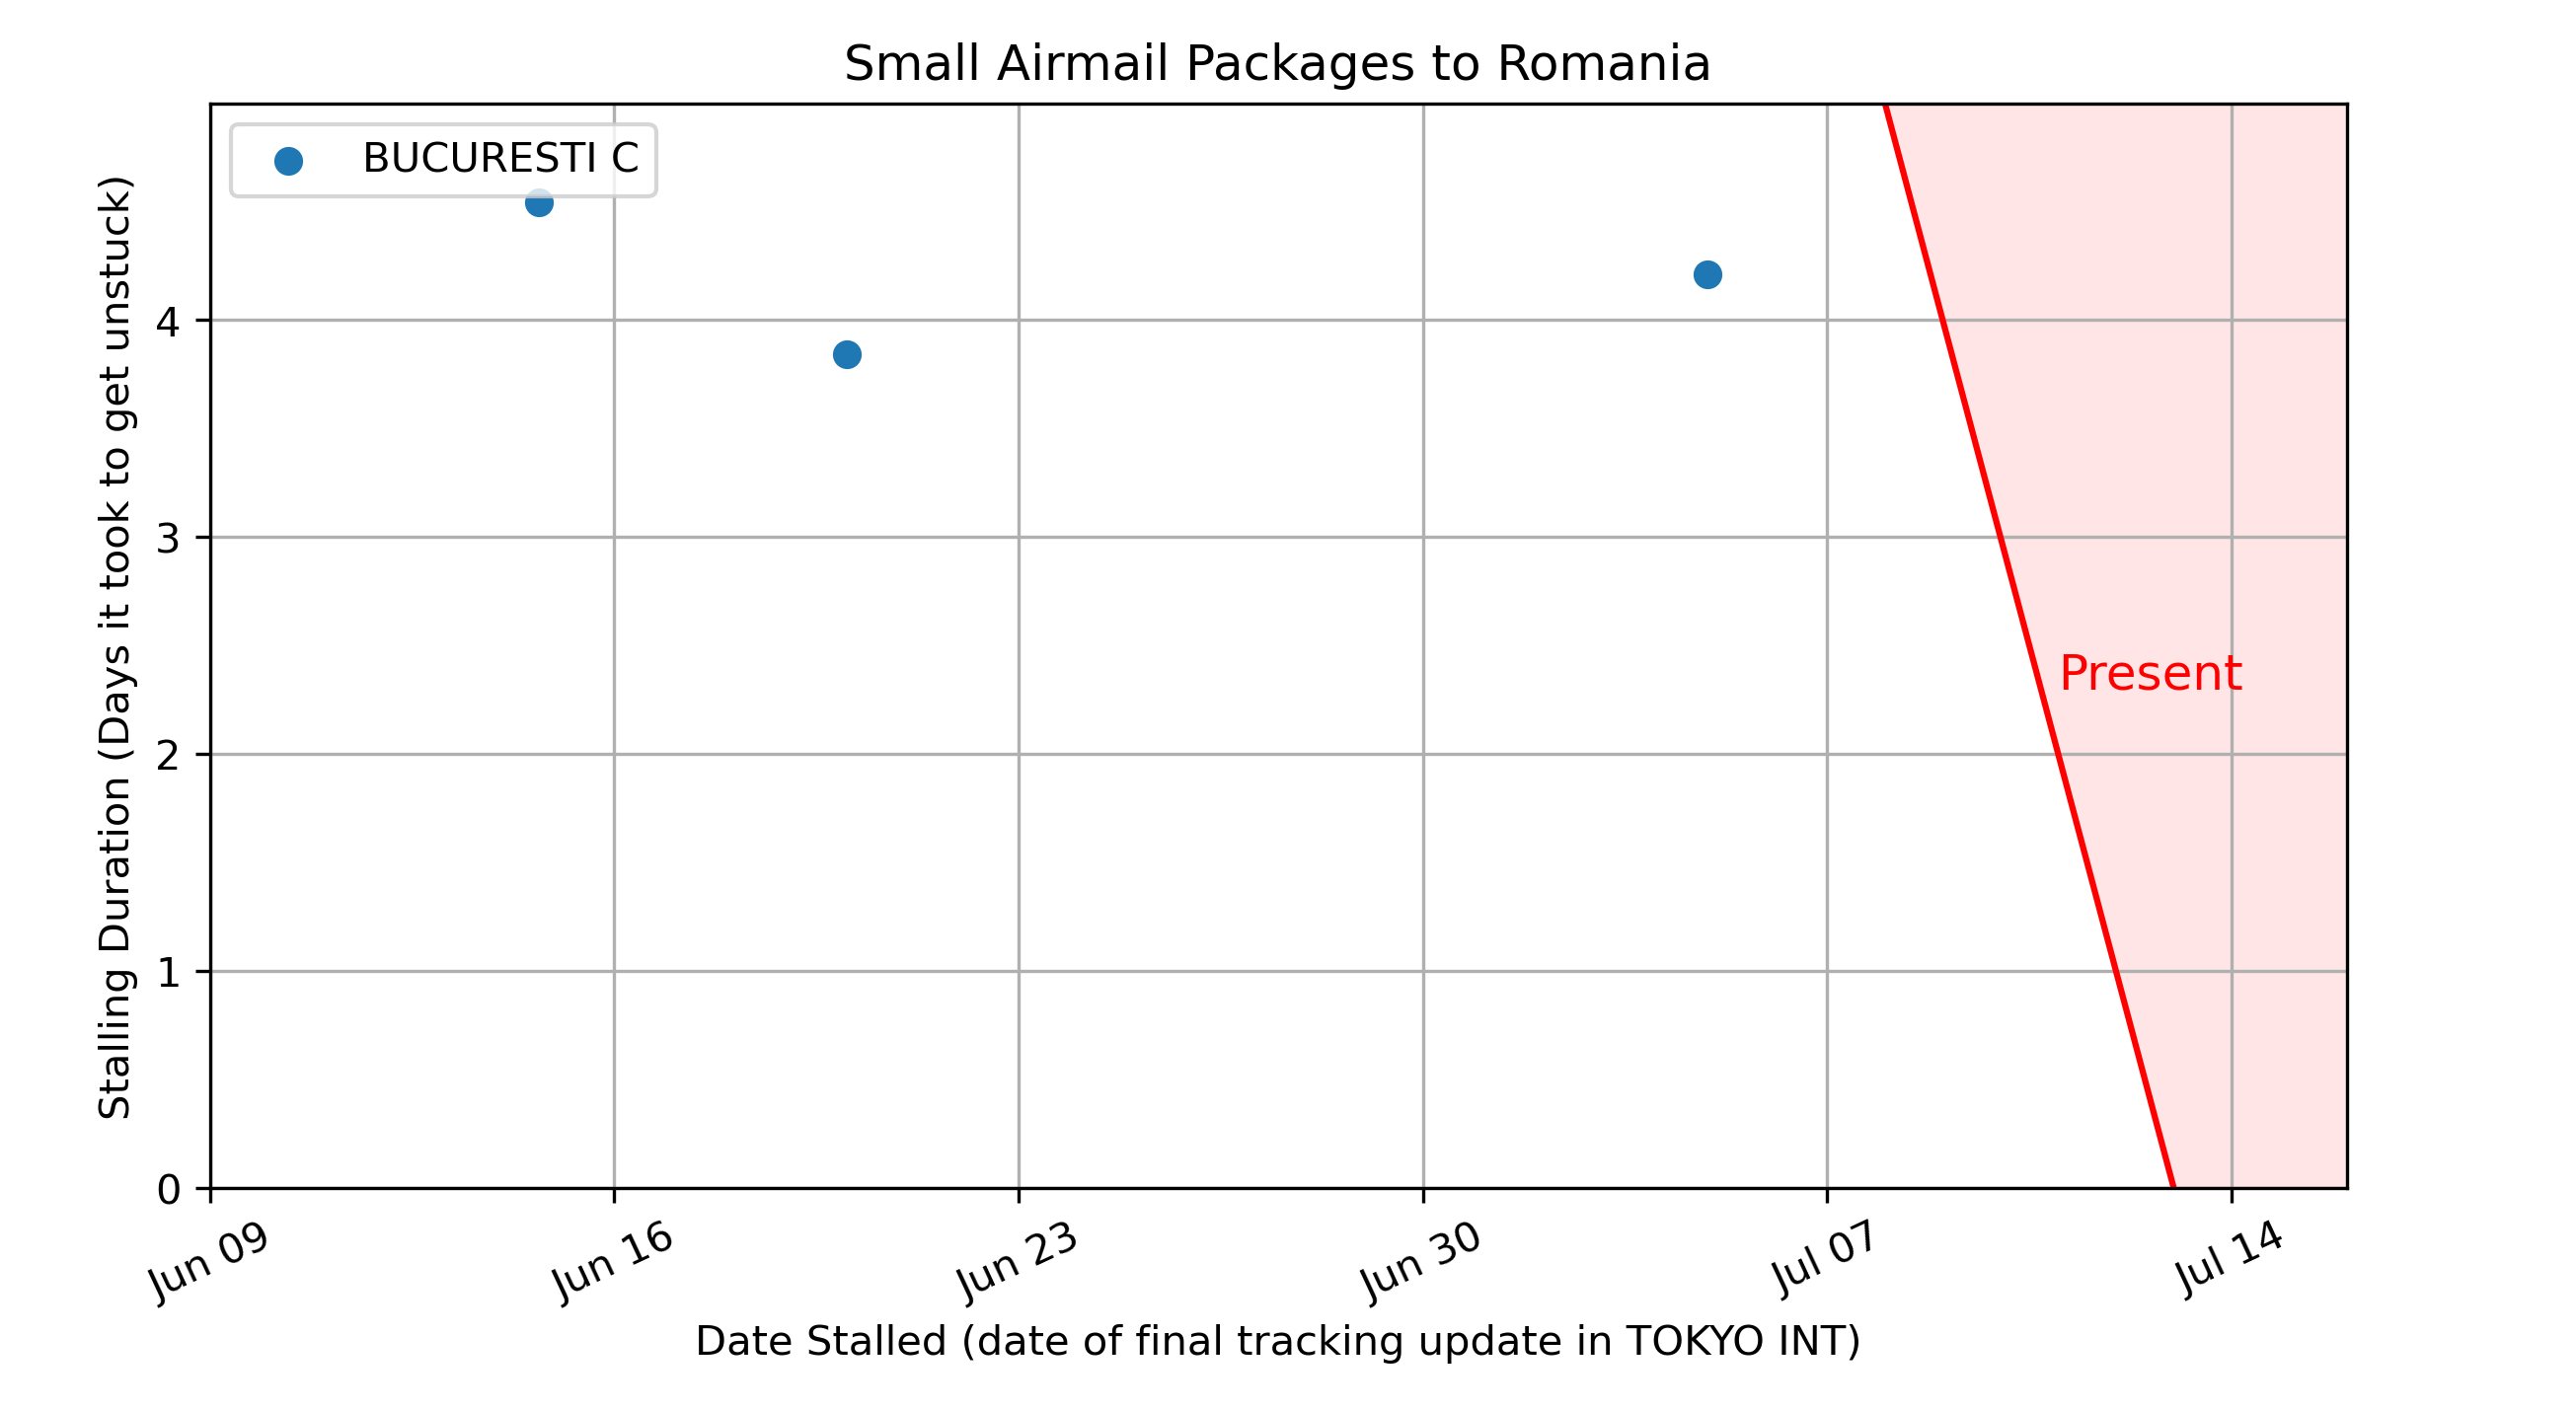 Small Airmail Packages to Romania
BUCURESTI C
Stalling Duration (Days it took to get unstuck)
4
3
2
1
0
Present
Jun 09
Jun 16
Jun 23
Jun 30
Jul 07
Jul 14
Date Stalled (date of final tracking update in TOKYO INT)